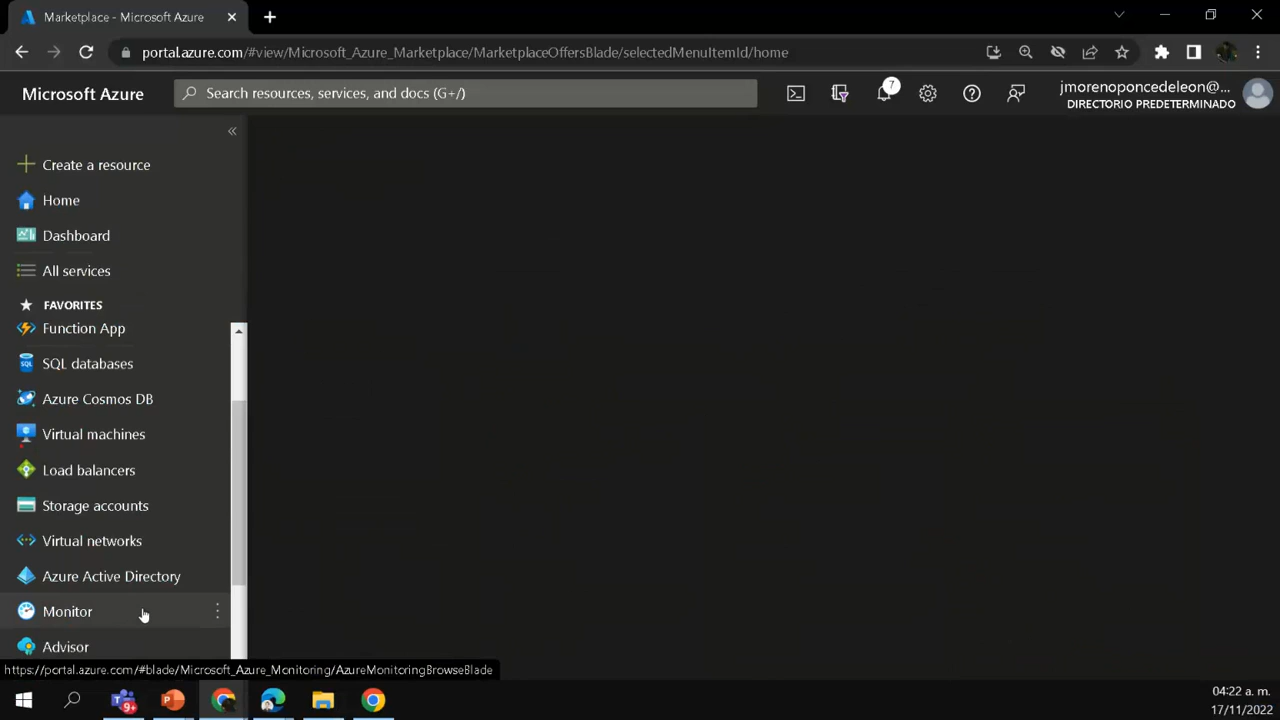 Marketplace - Microsoft Azure
portal.azure.com/#view/Microsoft_Azure_Marketplace/MarketplaceOffersBlade/selectedMenuItemId/home
Microsoft Azure
Search resources, services, and docs (G+/)
7
jmorenoponcedeleon@...
DIRECTORIO PREDETERMINADO
Create a resource
Home
Dashboard
All services
FAVORITES
Function App
SQL databases
Azure Cosmos DB
Virtual machines
Load balancers
Storage accounts
Virtual networks
Azure Active Directory
Monitor
Advisor
https://portal.azure.com/#blade/Microsoft_Azure_Monitoring/AzureMonitoringBrowseBlade
9+
04:22 a. m.
17/11/2022